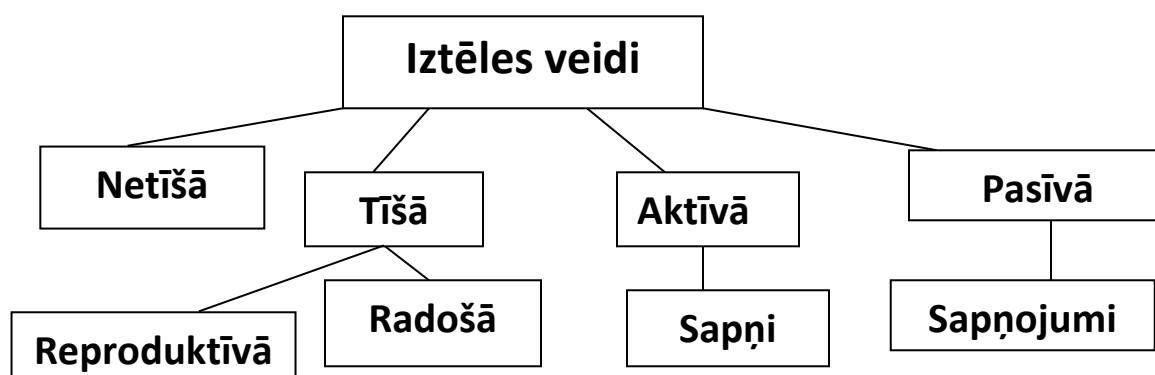 Iztēles veidi
Netīšā
Tīšā
Aktīvā
Pasīvā
Reproduktīvā
Radošā
Sapņi
Sapņojumi